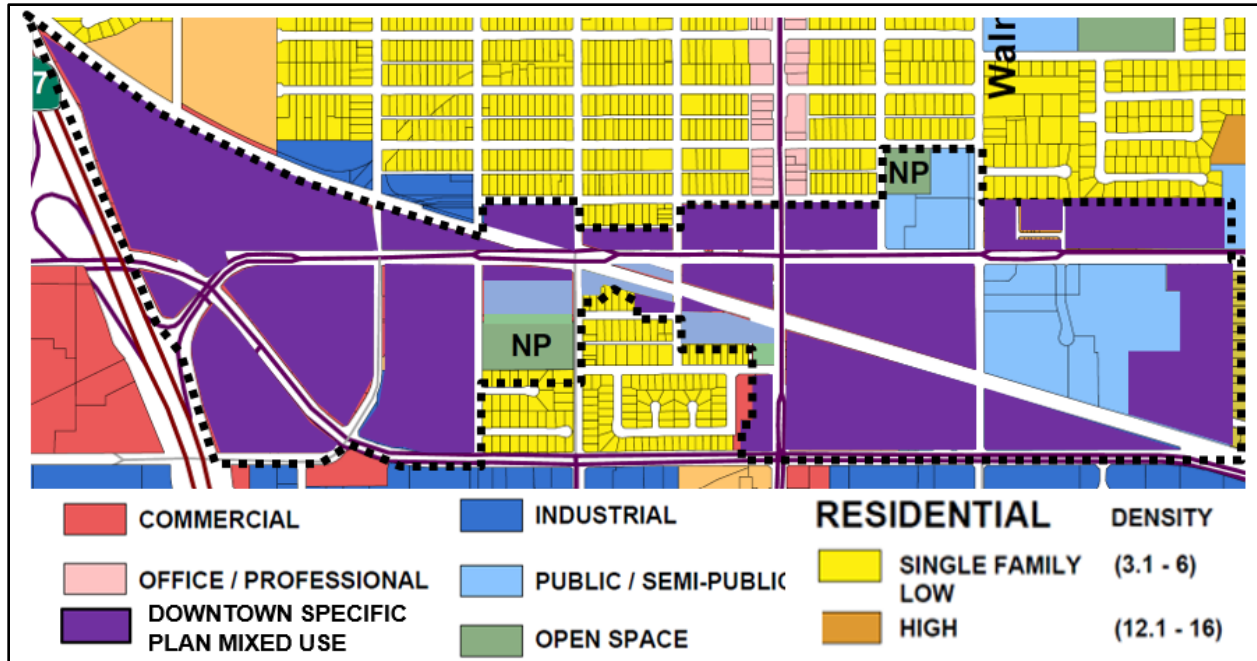 Walr
7
NP
NP
COMMERCIAL
OFFICE / PROFESSIONAL
DOWNTOWN SPECIFIC
PLAN MIXED USE
INDUSTRIAL
PUBLIC / SEMI-PUBLIC
OPEN SPACE
RESIDENTIAL DENSITY
SINGLE FAMILY (3.1 - 6)
LOW
HIGH (12.1 - 16)